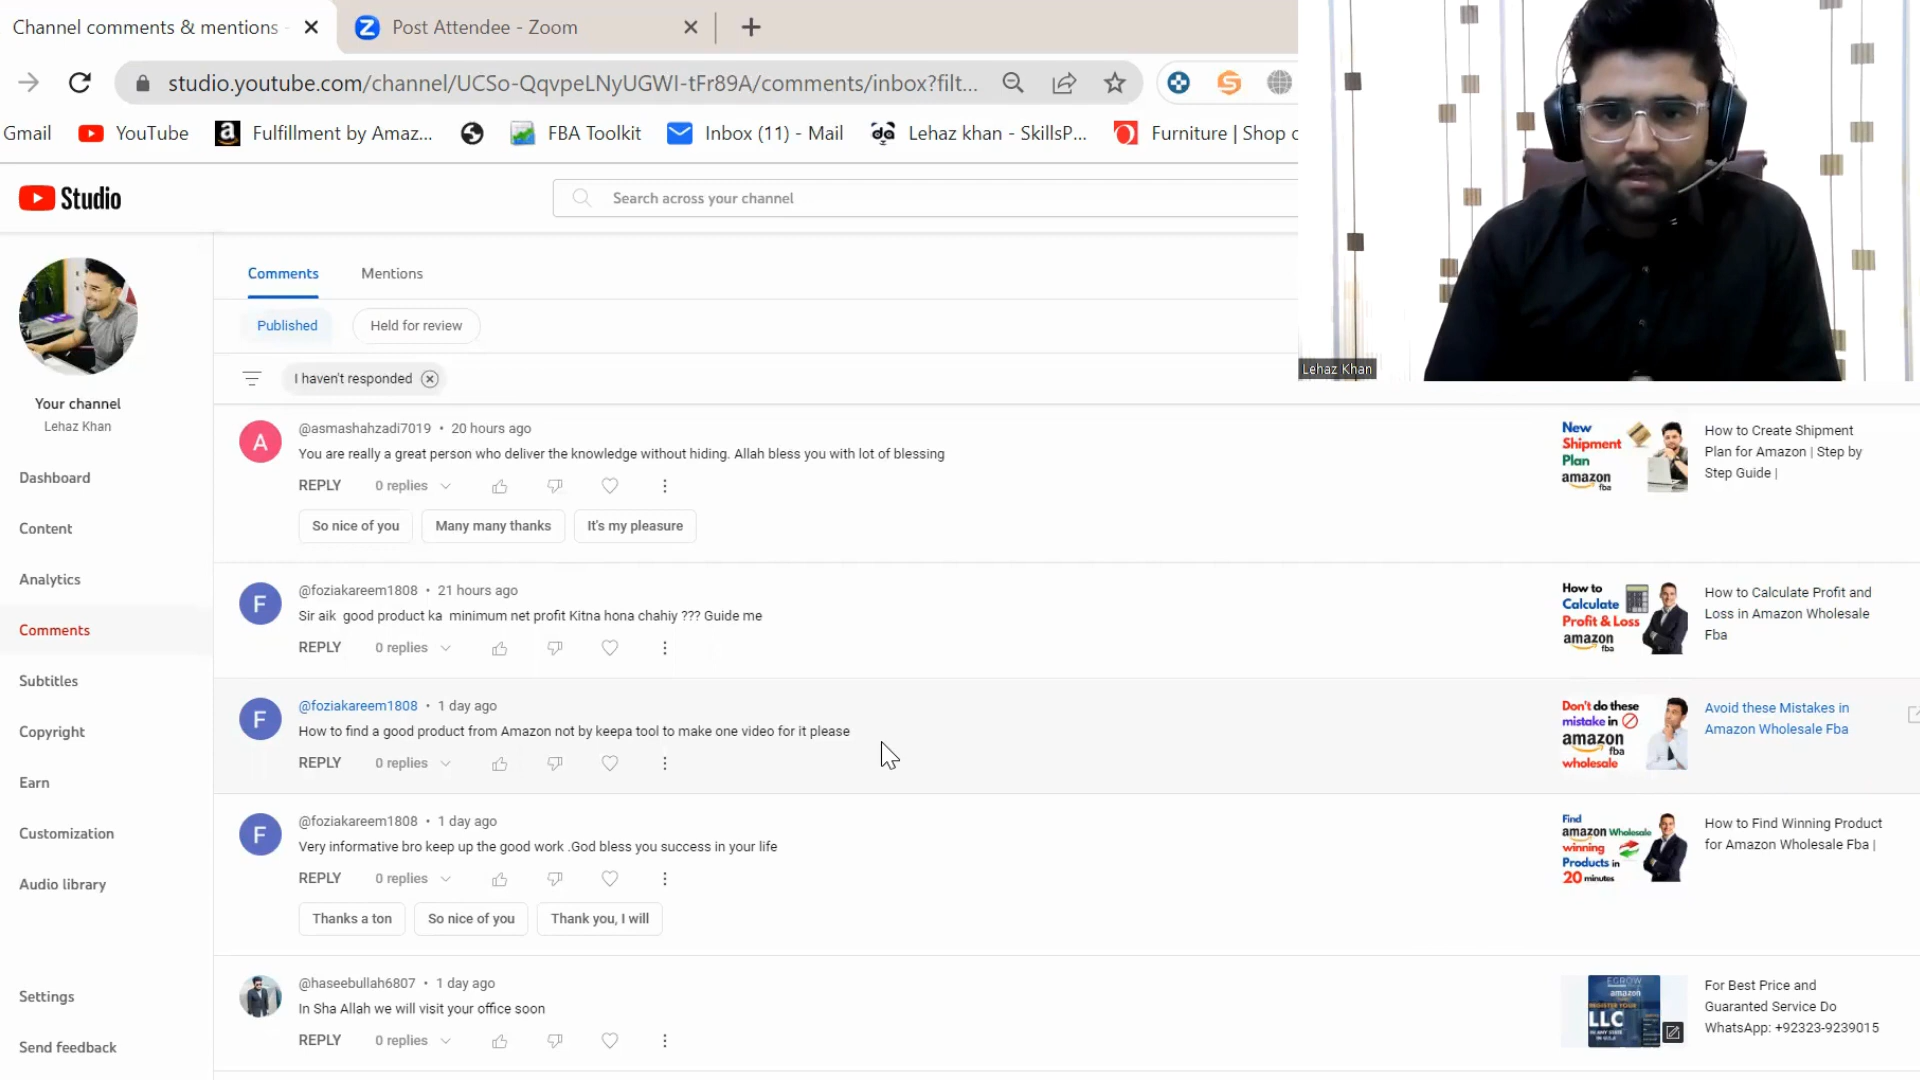 Channel comments & mentions -
Post Attendee - Zoom
studio.youtube.com/channel/UCSo-QqvpeLNyUGWI-tFr89A/comments/inbox?filt...
Gmail
YouTube
Fulfillment by Amaz...
FBA Toolkit
Inbox (11) - Mail
Lehaz khan - SkillsP...
Furniture | Shop
Studio
Search across your channel
Lehaz Khan
Your channel
Lehaz Khan
Dashboard
Content
Analytics
Comments
Subtitles
Copyright
Earn
Customization
Audio library
Settings
Send feedback
Comments
Mentions
Published
Held for review
I haven't responded
A
@asmashahzadi7019 • 20 hours ago
You are really a great person who deliver the knowledge without hiding. Allah bless you with lot of blessing
REPLY 0 replies
So nice of you
Many many thanks
It's my pleasure
New
Shipment
Plan
amazon
fba
How to Create Shipment
Plan for Amazon | Step by
Step Guide |
F
@foziakareem1808 • 21 hours ago
Sir aik good product ka minimum net profit Kitna hona chahiy ??? Guide me
REPLY 0 replies
How to
Calculate
Profit & Loss
amazon
fba
How to Calculate Profit and
Loss in Amazon Wholesale
Fba
F
@foziakareem1808 • 1 day ago
How to find a good product from Amazon not by keepa tool to make one video for it please
REPLY 0 replies
Don't do these
mistake in
amazon
fba
wholesale
Avoid these Mistakes in
Amazon Wholesale Fba
F
@foziakareem1808 • 1 day ago
Very informative bro keep up the good work .God bless you success in your life
REPLY 0 replies
Thanks a ton
So nice of you
Thank you, I will
Find
amazon Wholesale
winning
Products in
20 minutes
How to Find Winning Product
for Amazon Wholesale Fba |
@haseebullah6807 • 1 day ago
In Sha Allah we will visit your office soon
REPLY 0 replies
EGROW
amazon
REGISTER YOUR
LLC
For Best Price and
Guaranted Service Do
WhatsApp: +92323-9239015